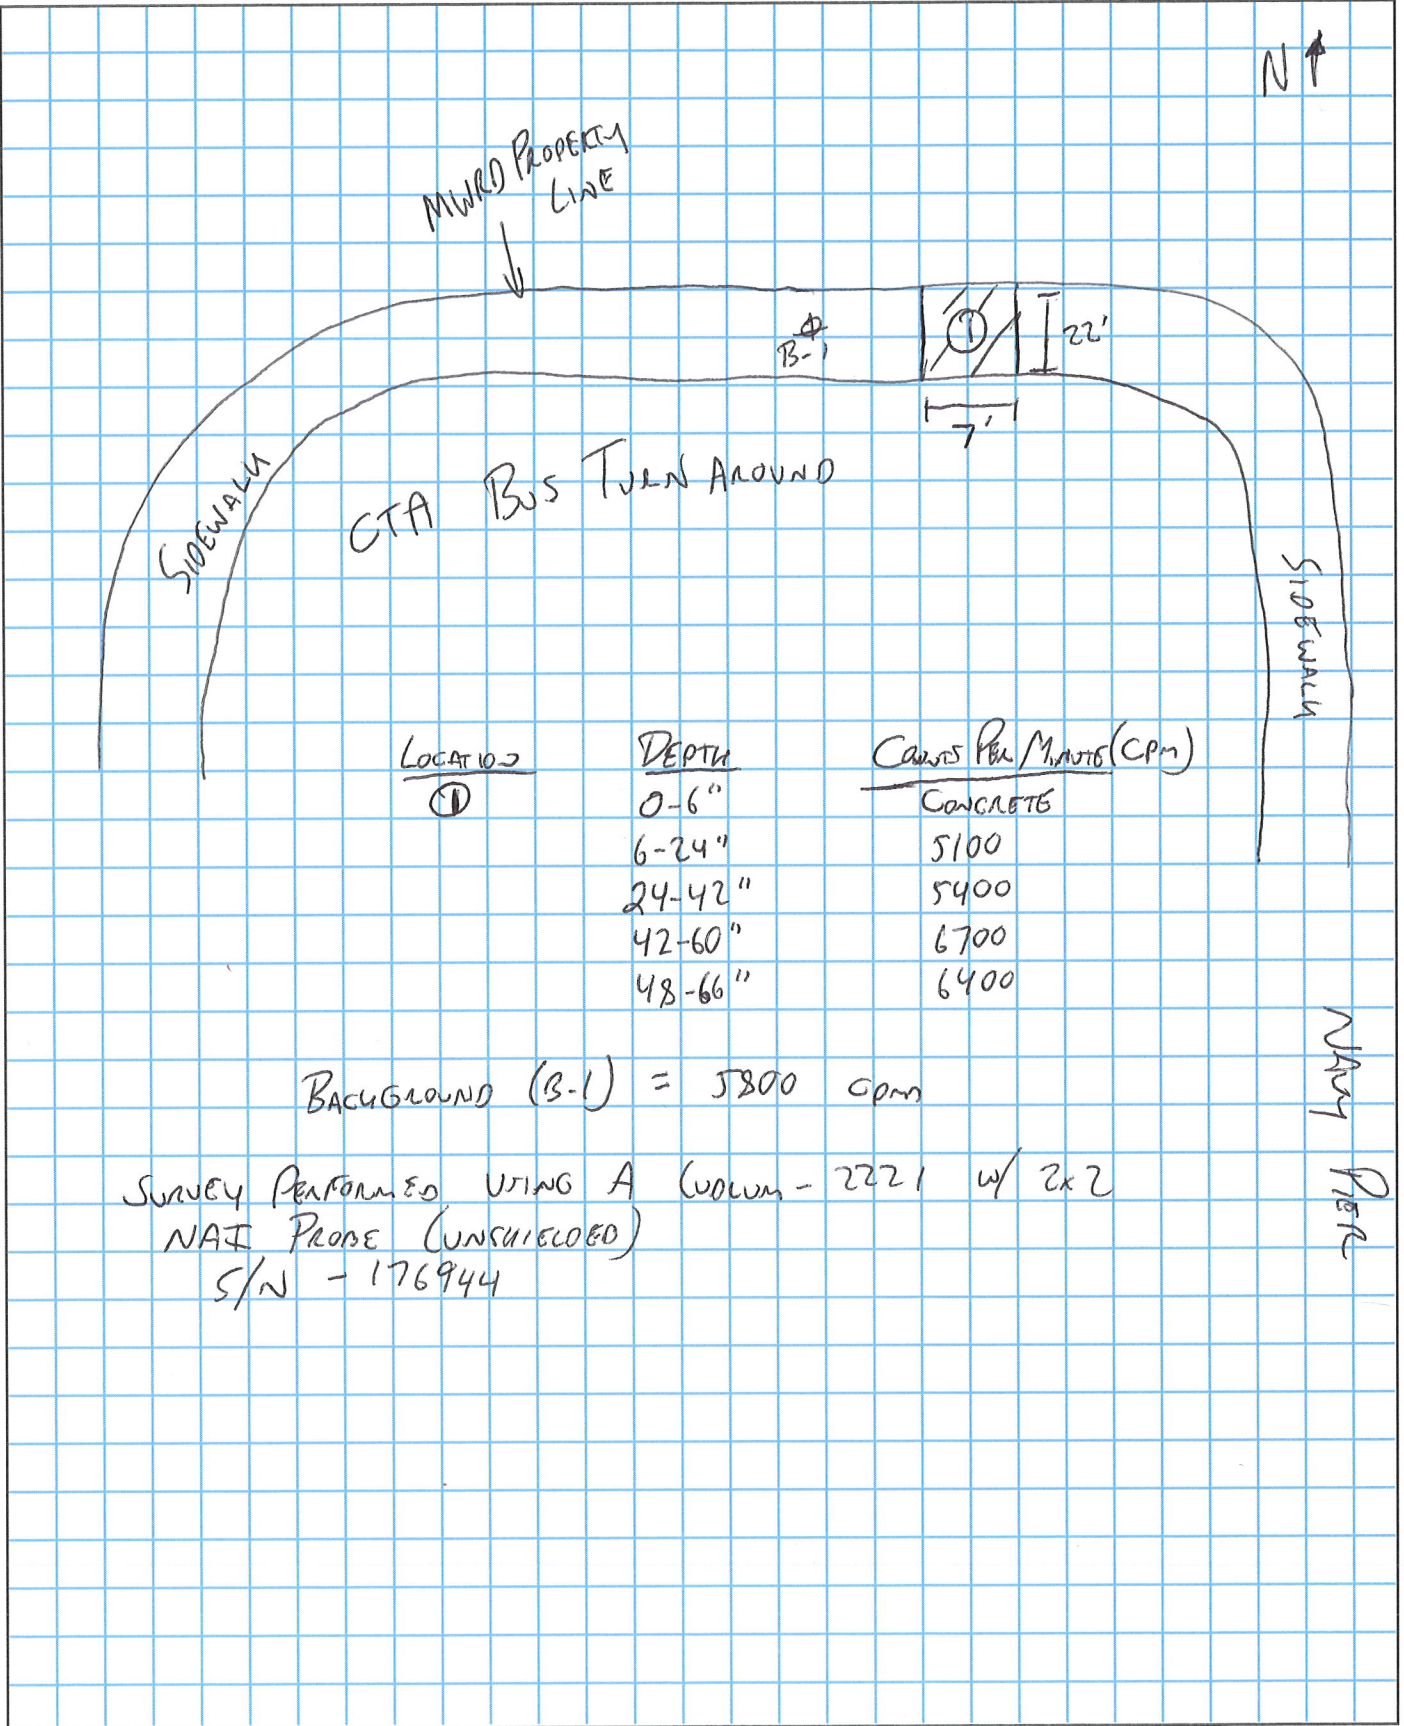 N
MWRD PROPERTY
LINE
B-1
1
22'
7'
SIDEWALK
CTA BUS TURN AROUND
SIDEWALK
LOCATION DEPTH COUNTS PER MINUTE (CPM)
1 0-6" CONCRETE
6-24" 5100
24-42" 5400
42-60" 6700
48-66" 6400
NAVY PIER
BACKGROUND (B-1) = 5800 cpm
SURVEY PERFORMED USING A LUDLUM - 2221 w/ 2x2
NAI PROBE (UNSHIELDED)
S/N - 176944